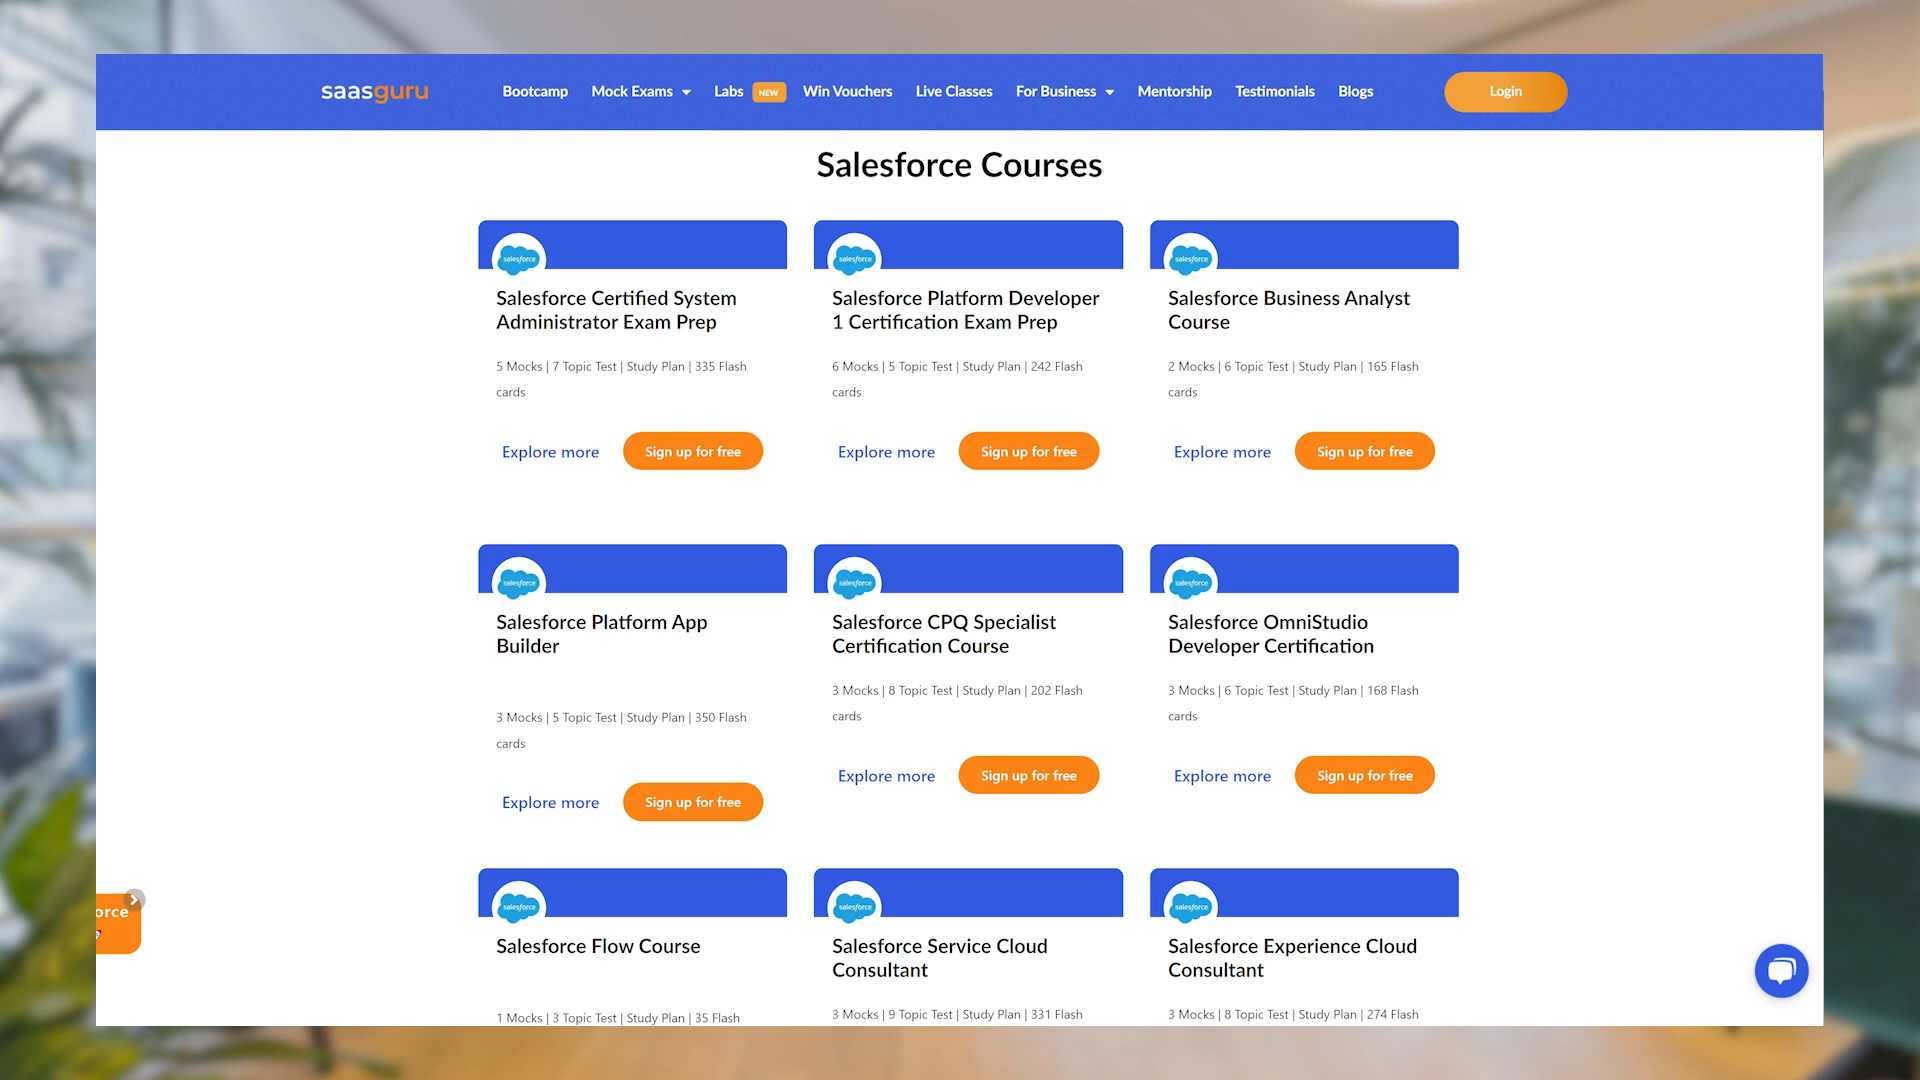 saasguru
Bootcamp
Mock Exams
Labs NEW
Win Vouchers
Live Classes
For Business
Mentorship
Testimonials
Blogs
Login
Salesforce Courses
salesforce
Salesforce Certified System
Administrator Exam Prep
5 Mocks | 7 Topic Test | Study Plan | 335 Flash
cards
Explore more
Sign up for free
salesforce
Salesforce Platform Developer
1 Certification Exam Prep
6 Mocks | 5 Topic Test | Study Plan | 242 Flash
cards
Explore more
Sign up for free
salesforce
Salesforce Business Analyst
Course
2 Mocks | 6 Topic Test | Study Plan | 165 Flash
cards
Explore more
Sign up for free
salesforce
Salesforce Platform App
Builder
3 Mocks | 5 Topic Test | Study Plan | 350 Flash
cards
Explore more
Sign up for free
salesforce
Salesforce CPQ Specialist
Certification Course
3 Mocks | 8 Topic Test | Study Plan | 202 Flash
cards
Explore more
Sign up for free
salesforce
Salesforce OmniStudio
Developer Certification
3 Mocks | 6 Topic Test | Study Plan | 168 Flash
cards
Explore more
Sign up for free
salesforce
Salesforce Flow Course
1 Mocks | 3 Topic Test | Study Plan | 35 Flash
salesforce
Salesforce Service Cloud
Consultant
3 Mocks | 9 Topic Test | Study Plan | 331 Flash
salesforce
Salesforce Experience Cloud
Consultant
3 Mocks | 8 Topic Test | Study Plan | 274 Flash
orce